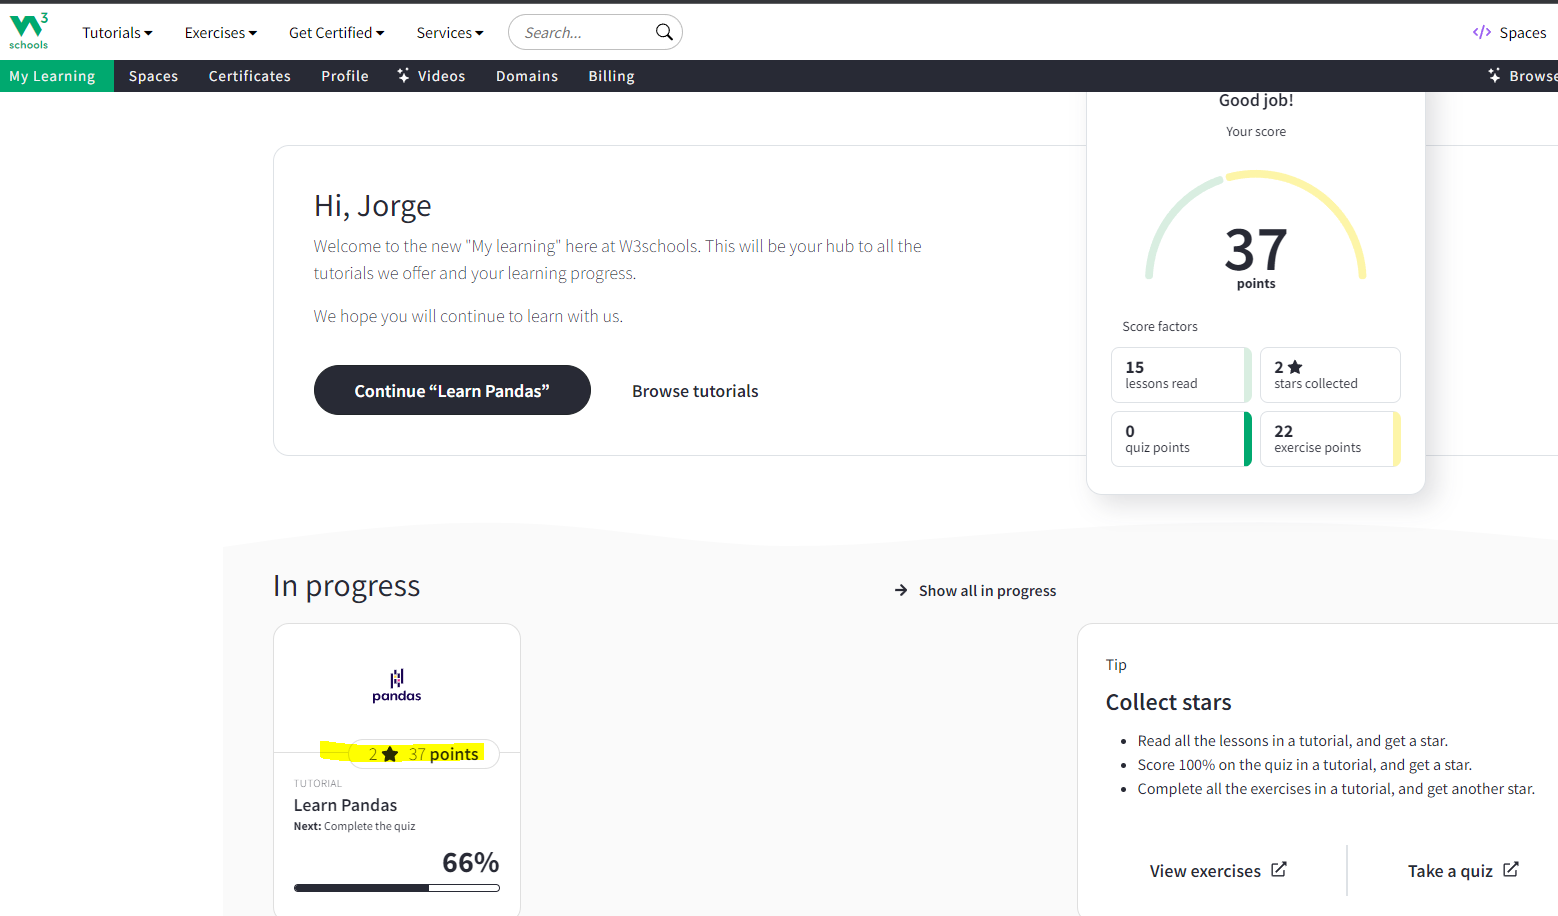 W3
schools
Tutorials
Exercises
Get Certified
Services
Search...
</> Spaces
My Learning
Spaces
Certificates
Profile
Videos
Domains
Billing
Browse
Good job!
Your score
37
points
Score factors
15
lessons read
2 ★
stars collected
0
quiz points
22
exercise points
Hi, Jorge
Welcome to the new "My learning" here at W3schools. This will be your hub to all the
tutorials we offer and your learning progress.
We hope you will continue to learn with us.
Continue “Learn Pandas”
Browse tutorials
In progress
→ Show all in progress
pandas
2 ★ 37 points
TUTORIAL
Learn Pandas
Next: Complete the quiz
66%
Tip
Collect stars
• Read all the lessons in a tutorial, and get a star.
• Score 100% on the quiz in a tutorial, and get a star.
• Complete all the exercises in a tutorial, and get another star.
View exercises
Take a quiz